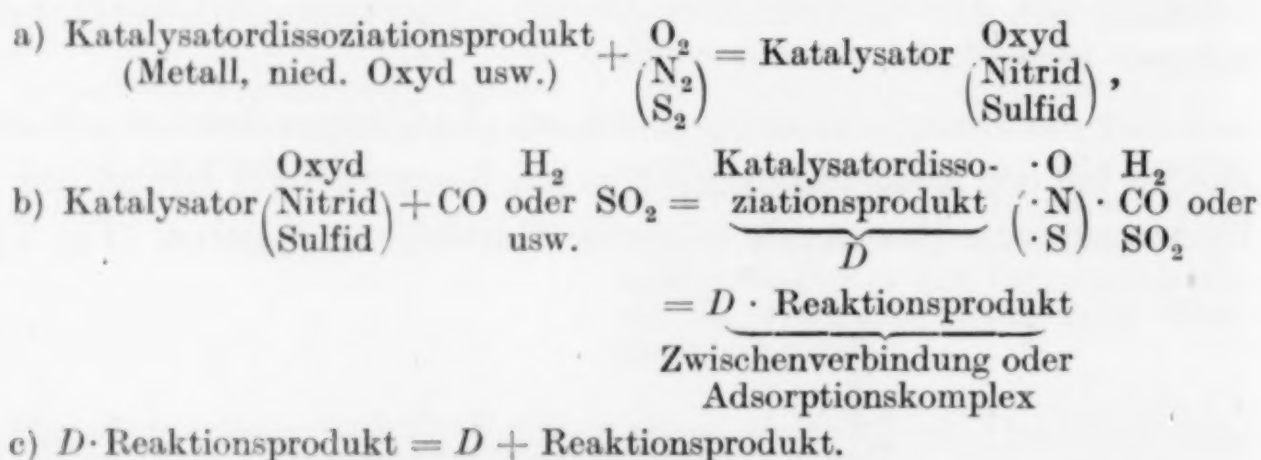 a) Katalysatordissoziationsprodukt + O₂ = Katalysator Oxyd
(Metall, nied. Oxyd usw.) (N₂) (Nitrid),
(S₂) (Sulfid)
Oxyd H₂ Katalysatordisso- ·O H₂
b) Katalysator (Nitrid) + CO oder SO₂ = ziationsprodukt (·N) · CO oder
(Sulfid) usw. D (·S) SO₂
= D · Reaktionsprodukt
Zwischenverbindung oder
Adsorptionskomplex
c) D·Reaktionsprodukt = D + Reaktionsprodukt.